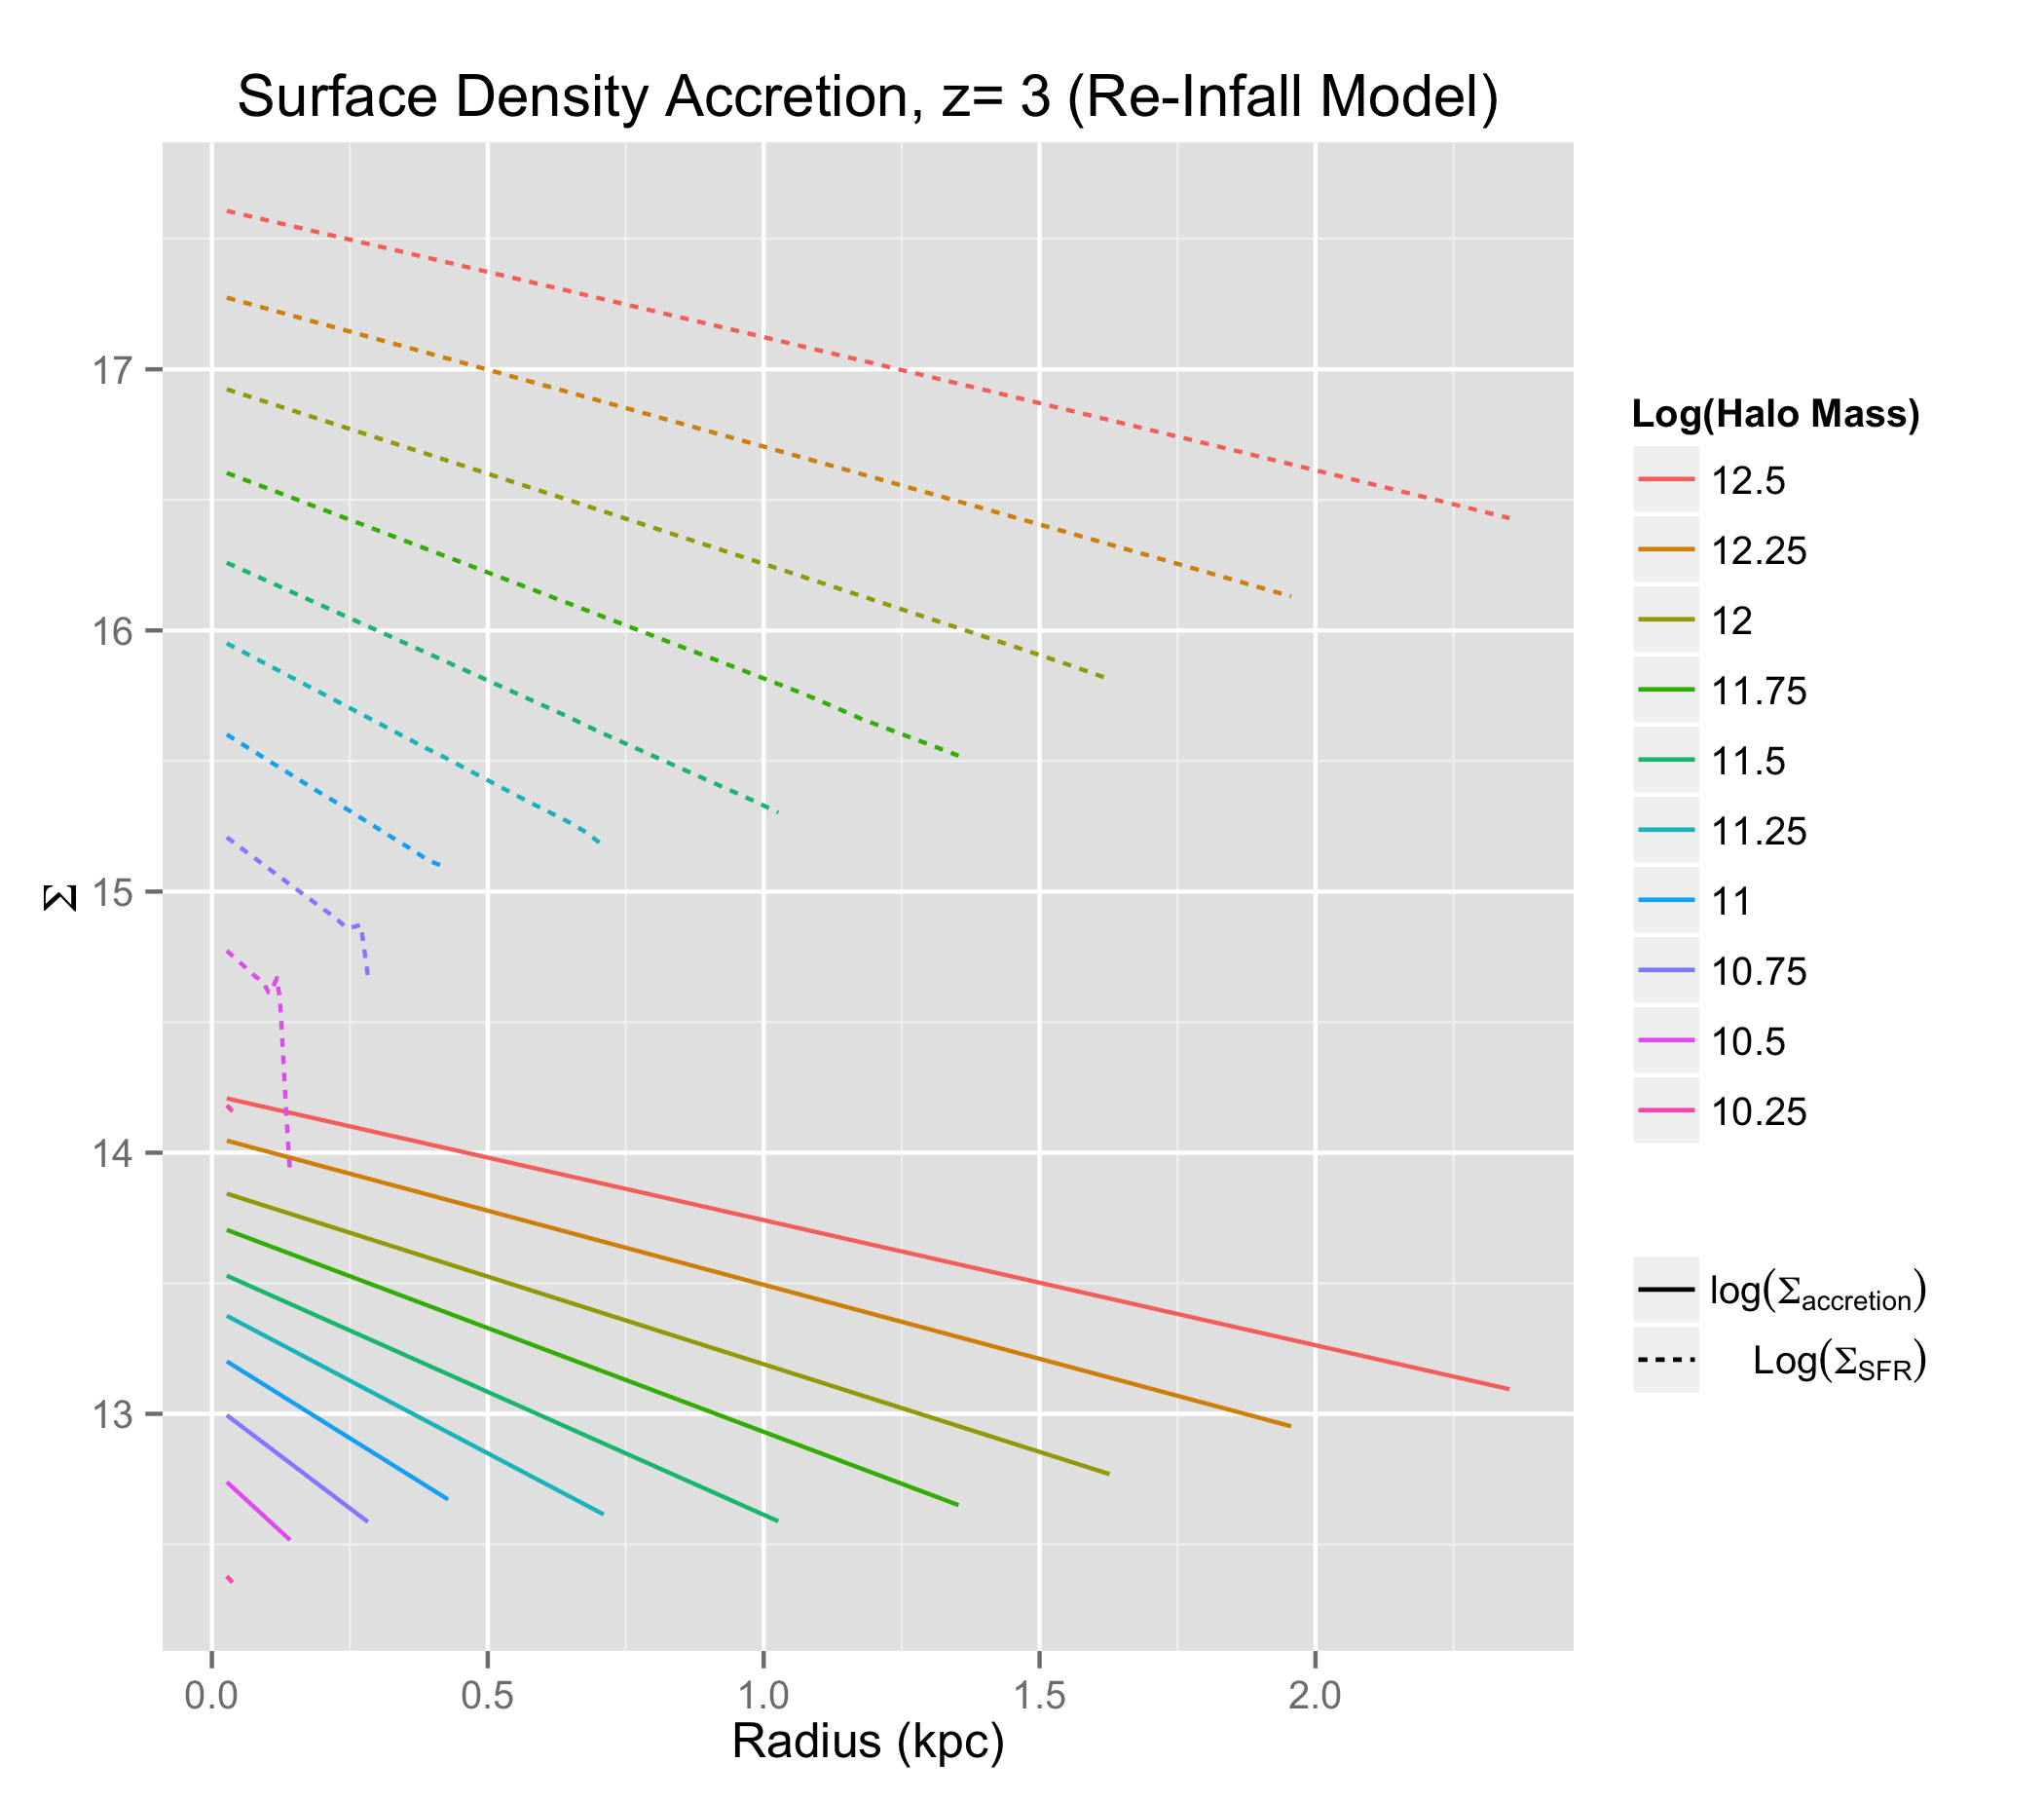 Surface Density Accretion, z= 3 (Re-Infall Model)
17
16
15
14
13
Σ
0.0 0.5 1.0 1.5 2.0
Radius (kpc)
Log(Halo Mass)
12.5
12.25
12
11.75
11.5
11.25
11
10.75
10.5
10.25
log(Σaccretion)
Log(ΣSFR)